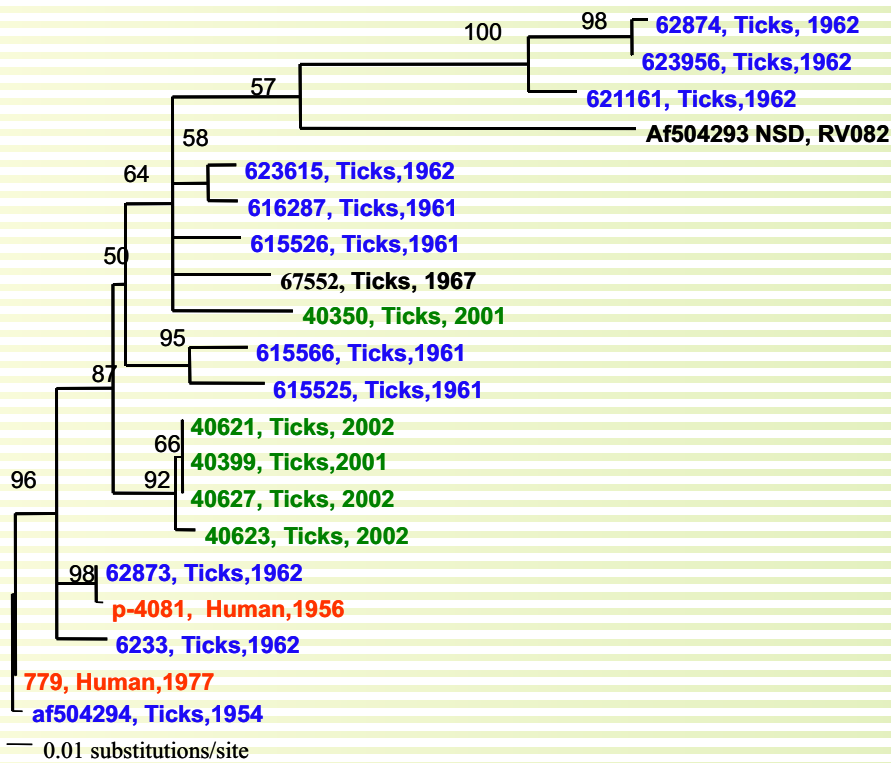 98
62874, Ticks, 1962
100
623956, Ticks,1962
57
621161, Ticks,1962
Af504293 NSD, RV082
58
64
623615, Ticks,1962
616287, Ticks,1961
50
615526, Ticks,1961
67552, Ticks, 1967
40350, Ticks, 2001
95
615566, Ticks,1961
87
615525, Ticks,1961
40621, Ticks, 2002
66
40399, Ticks,2001
96
92
40627, Ticks, 2002
40623, Ticks, 2002
98
62873, Ticks,1962
p-4081, Human,1956
6233, Ticks,1962
779, Human,1977
af504294, Ticks,1954
0.01 substitutions/site